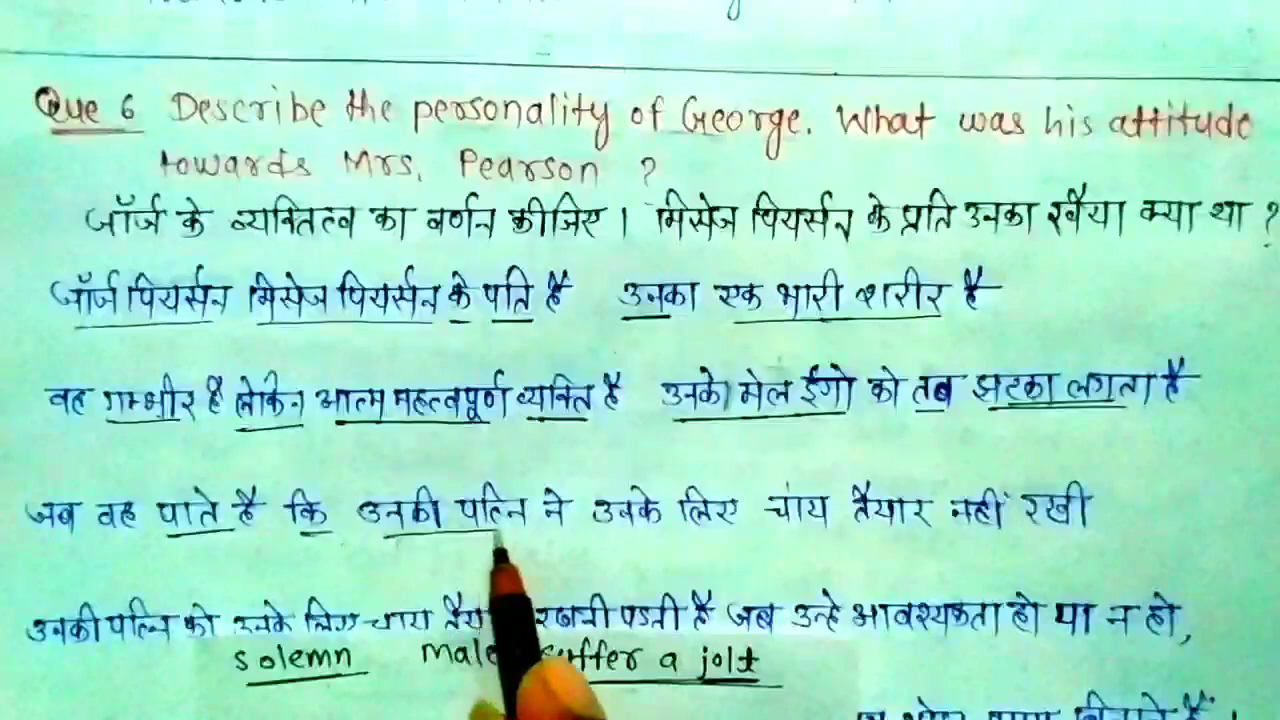 Que 6 Describe the personality of George. What was his attitude
towards Mrs. Pearson ?
जॉर्ज के व्यक्तित्व का वर्णन कीजिए । मिसेज पियर्सन के प्रति उनका रवैया क्या था ?
जॉर्ज पियर्सन मिसेज पियर्सन के पति है उनका एक भारी शरीर है
वह गम्भीर है लेकिन आत्म महत्वपूर्ण व्यक्ति है उनके मेल ईगो को तब झटका लगता है
जब वह पाते है कि उनकी पत्नि ने उनके लिए चाय तैयार नहीं रखी
उनकी पत्नि को उनके लिए चाय रखनी पडती है जब उन्हे आवश्यकता हो या न हो,
solemn male suffer a jolt